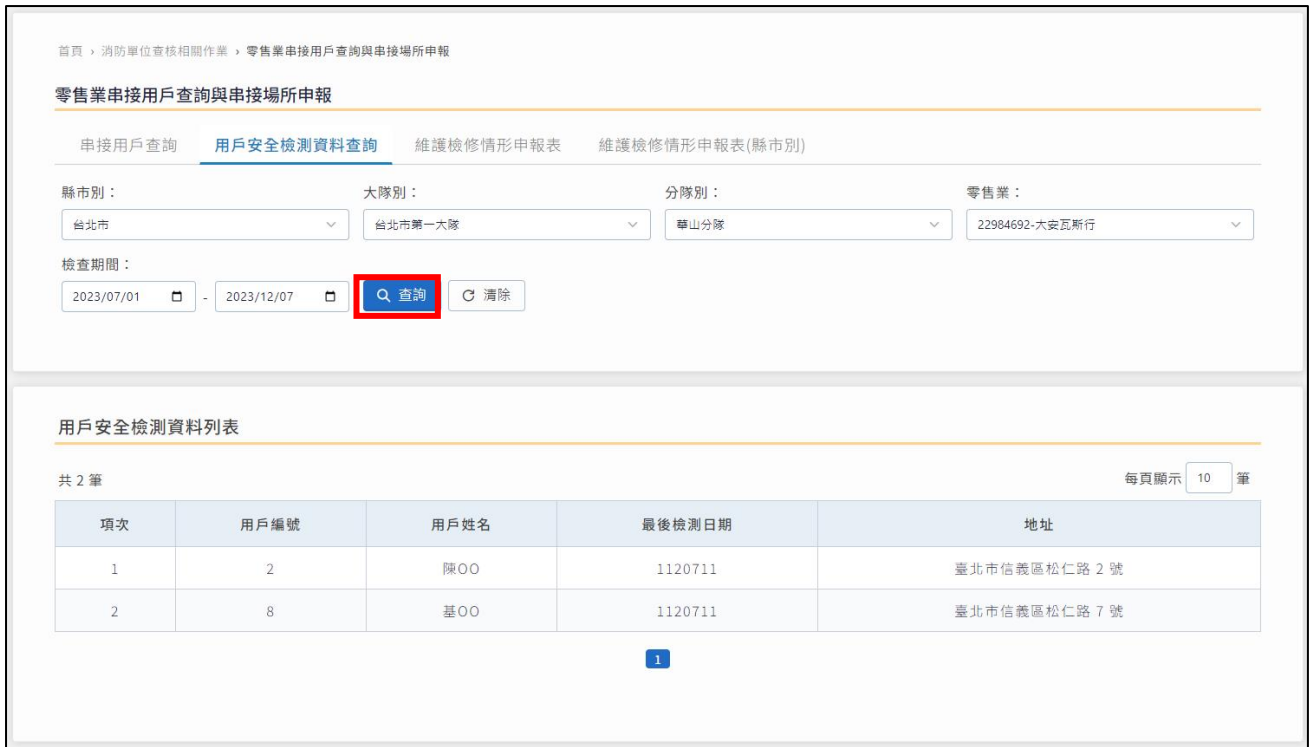 首頁 › 消防單位查核相關作業 › 零售業串接用戶查詢與串接場所申報
零售業串接用戶查詢與串接場所申報
串接用戶查詢 用戶安全檢測資料查詢 維護檢修情形申報表 維護檢修情形申報表(縣市別)
縣市別： 大隊別： 分隊別： 零售業：
台北市 台北市第一大隊 華山分隊 22984692-大安瓦斯行
檢查期間：
2023/07/01 - 2023/12/07 查詢 清除
用戶安全檢測資料列表
共 2 筆 每頁顯示 10 筆
項次 用戶編號 用戶姓名 最後檢測日期 地址
1 2 陳OO 1120711 臺北市信義區松仁路 2 號
2 8 基OO 1120711 臺北市信義區松仁路 7 號
1